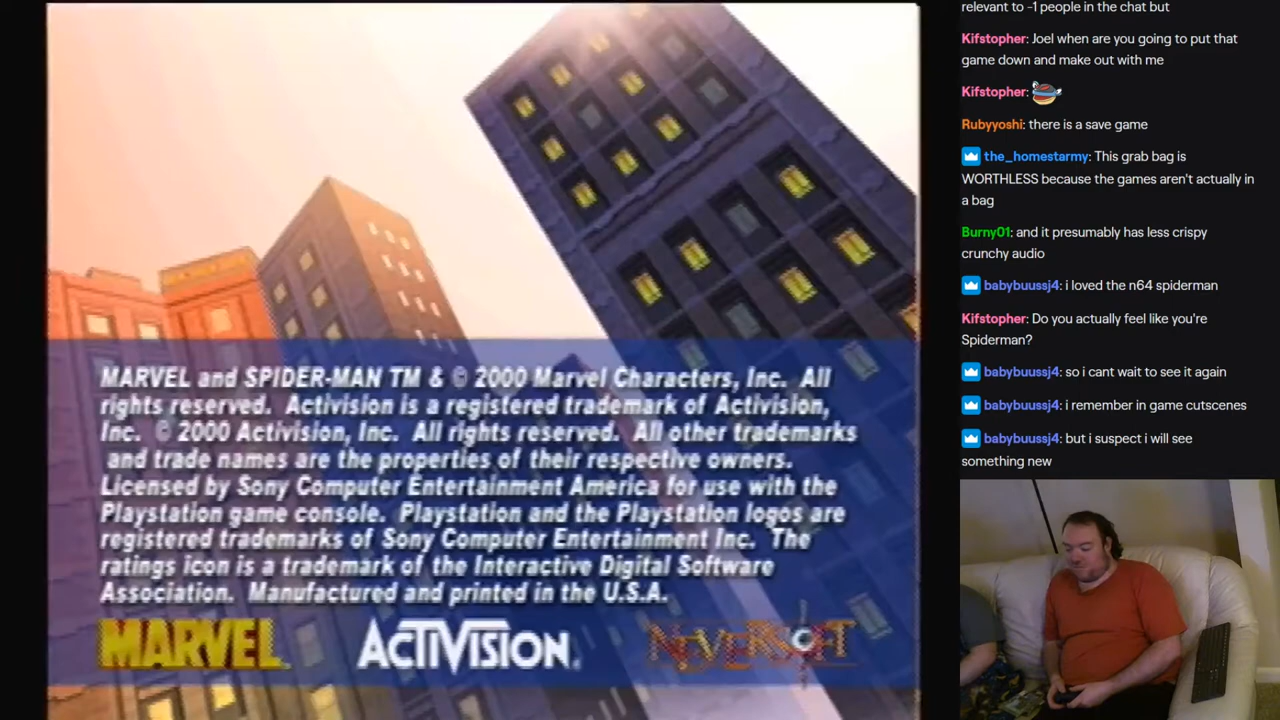 relevant to -1 people in the chat but
Kifstopher: Joel when are you going to put that
game down and make out with me
Kifstopher:
Rubyyoshi: there is a save game
the_homestarmy: This grab bag is
WORTHLESS because the games aren't actually in
a bag
Burny01: and it presumably has less crispy
crunchy audio
babybuussj4: i loved the n64 spiderman
Kifstopher: Do you actually feel like you're
Spiderman?
babybuussj4: so i cant wait to see it again
babybuussj4: i remember in game cutscenes
babybuussj4: but i suspect i will see
something new
MARVEL and SPIDER-MAN TM & © 2000 Marvel Characters, Inc. All
rights reserved. Activision is a registered trademark of Activision,
Inc. © 2000 Activision, Inc. All rights reserved. All other trademarks
and trade names are the properties of their respective owners.
Licensed by Sony Computer Entertainment America for use with the
Playstation game console. Playstation and the Playstation logos are
registered trademarks of Sony Computer Entertainment Inc. The
ratings icon is a trademark of the Interactive Digital Software
Association. Manufactured and printed in the U.S.A.
MARVEL ACTIVISION. NEVERSOFT